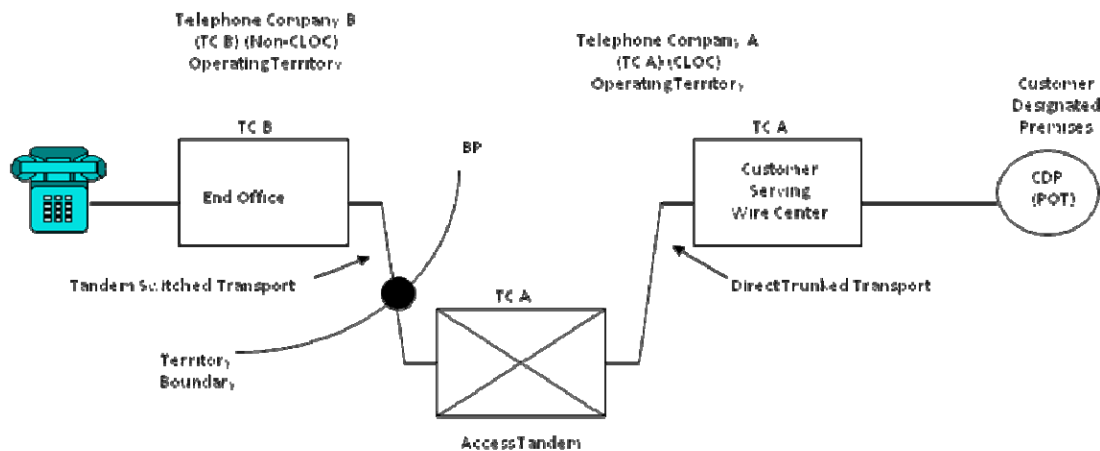 Telephone Company B
(TC B) (Non-CLOC)
Operating Territory
Telephone Company A
(TC A) (CLOC)
Operating Territory
Customer
Designated
Premises
TC B
BP
TC A
End Office
Customer
Serving
Wire Center
CDP
(POT)
Tandem Switched Transport
Direct Trunked Transport
TC A
Territory
Boundary
Access Tandem